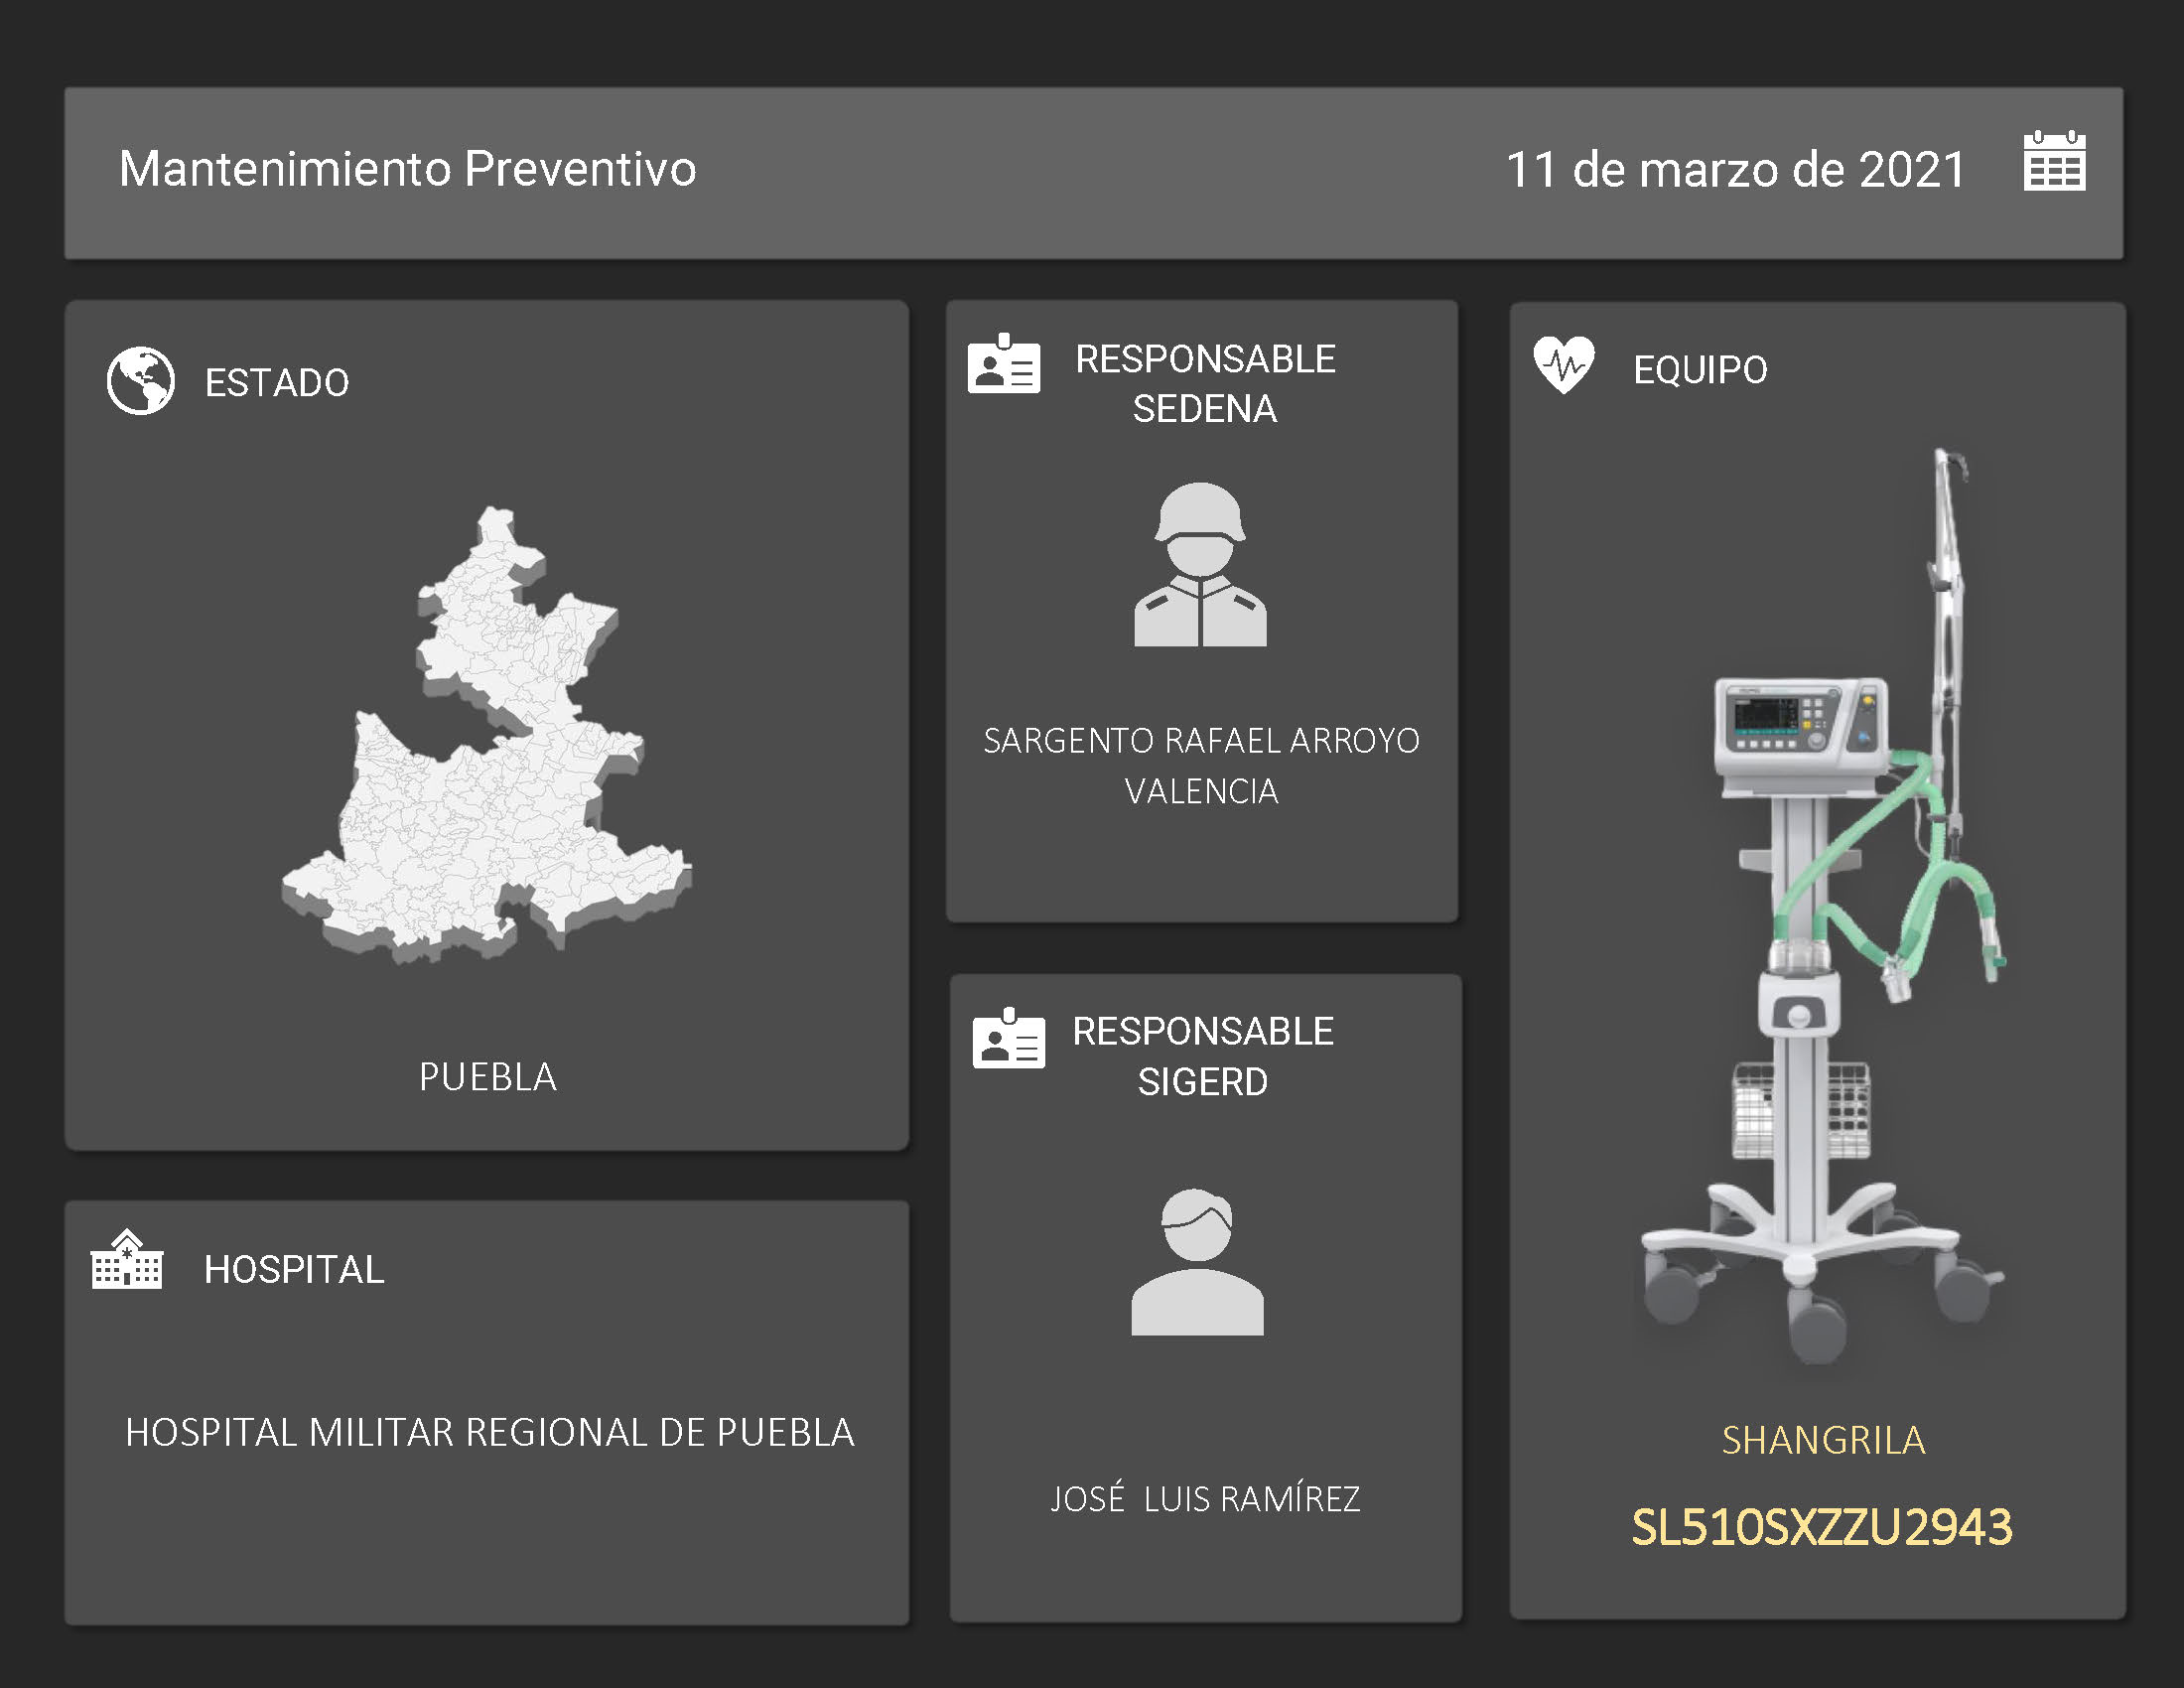 Mantenimiento Preventivo
11 de marzo de 2021
ESTADO
PUEBLA
HOSPITAL
HOSPITAL MILITAR REGIONAL DE PUEBLA
RESPONSABLE
SEDENA
SARGENTO RAFAEL ARROYO
VALENCIA
RESPONSABLE
SIGERD
JOSÉ LUIS RAMÍREZ
EQUIPO
SHANGRILA
SL510SXZZU2943